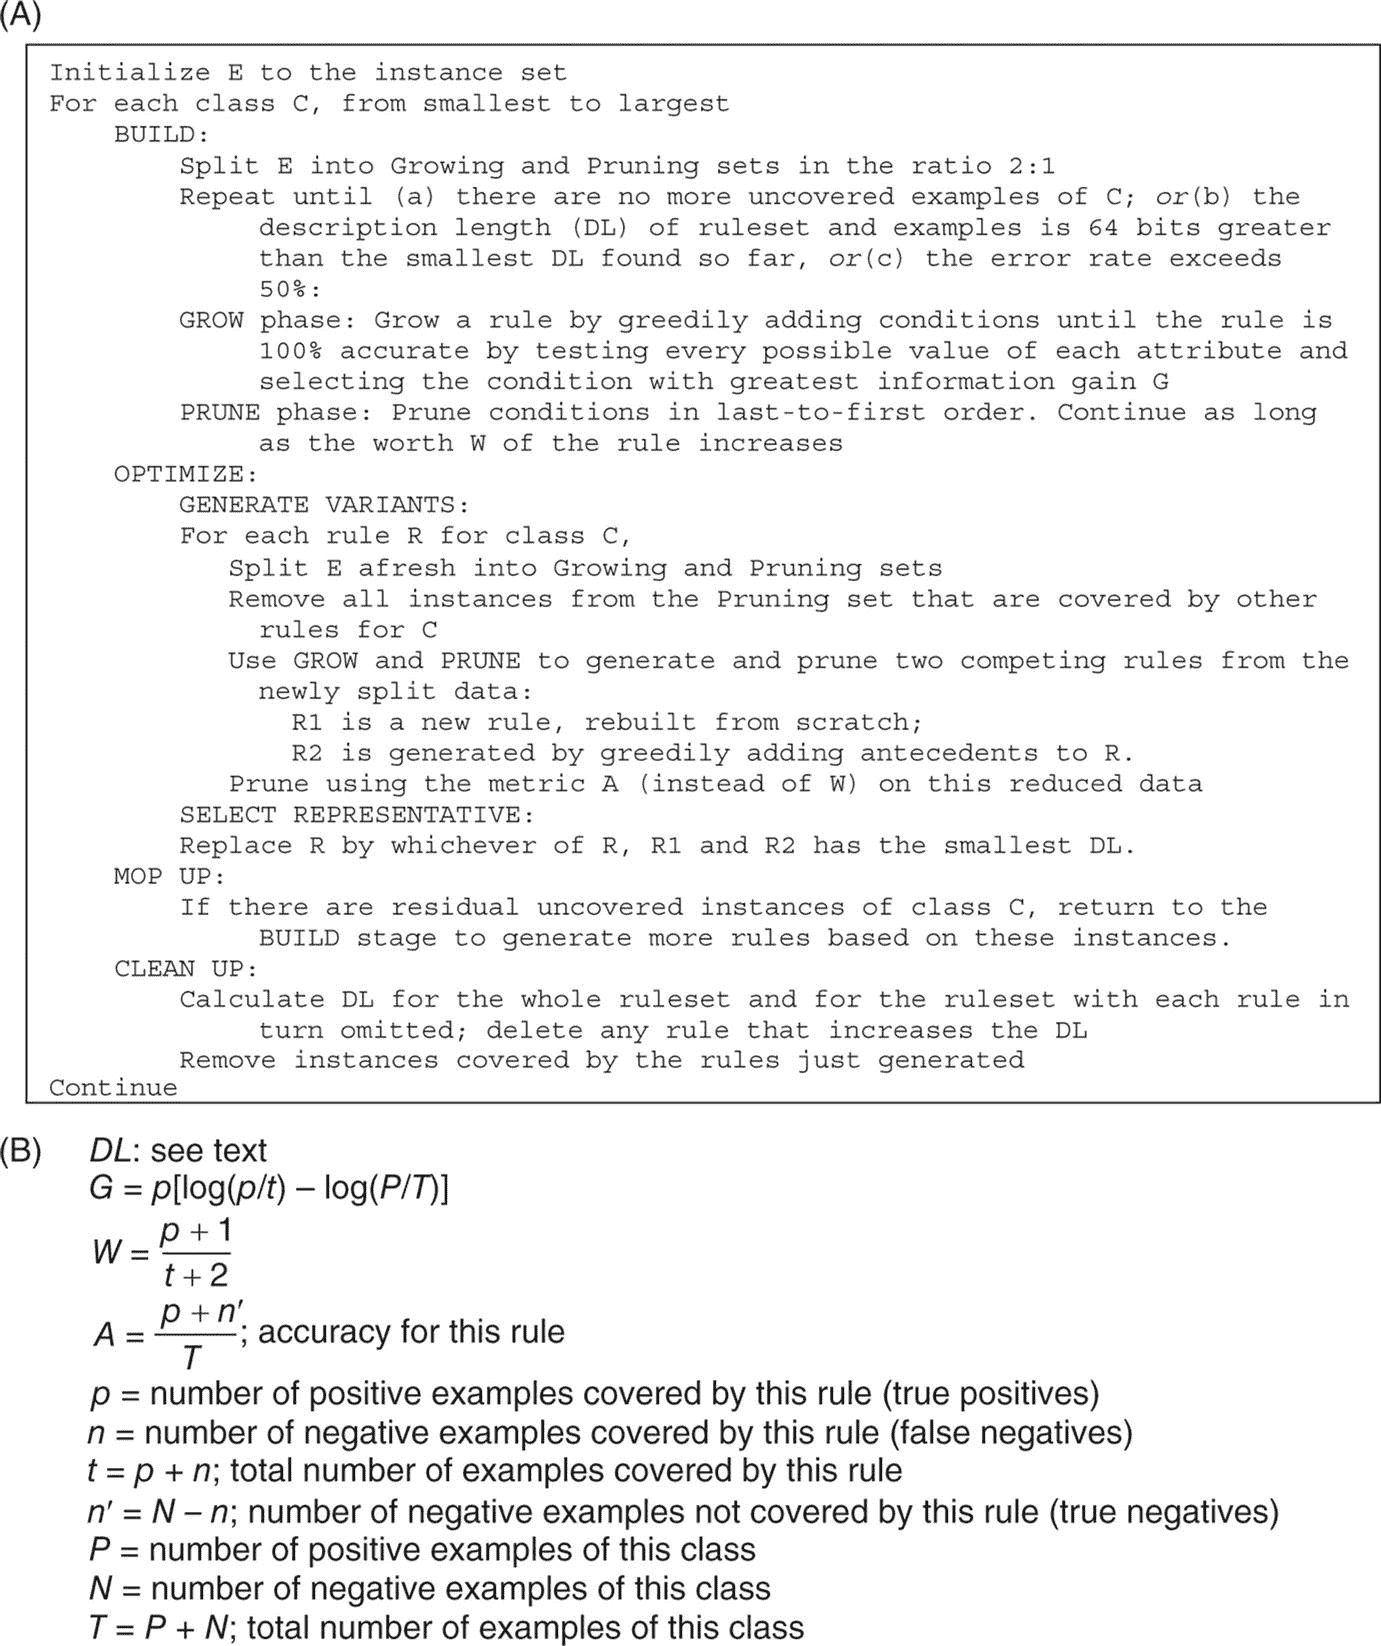 (A)
Initialize E to the instance set
For each class C, from smallest to largest
BUILD:
Split E into Growing and Pruning sets in the ratio 2:1
Repeat until (a) there are no more uncovered examples of C; or(b) the
description length (DL) of ruleset and examples is 64 bits greater
than the smallest DL found so far, or(c) the error rate exceeds
50%:
GROW phase: Grow a rule by greedily adding conditions until the rule is
100% accurate by testing every possible value of each attribute and
selecting the condition with greatest information gain G
PRUNE phase: Prune conditions in last-to-first order. Continue as long
as the worth W of the rule increases
OPTIMIZE:
GENERATE VARIANTS:
For each rule R for class C,
Split E afresh into Growing and Pruning sets
Remove all instances from the Pruning set that are covered by other
rules for C
Use GROW and PRUNE to generate and prune two competing rules from the
newly split data:
R1 is a new rule, rebuilt from scratch;
R2 is generated by greedily adding antecedents to R.
Prune using the metric A (instead of W) on this reduced data
SELECT REPRESENTATIVE:
Replace R by whichever of R, R1 and R2 has the smallest DL.
MOP UP:
If there are residual uncovered instances of class C, return to the
BUILD stage to generate more rules based on these instances.
CLEAN UP:
Calculate DL for the whole ruleset and for the ruleset with each rule in
turn omitted; delete any rule that increases the DL
Remove instances covered by the rules just generated
Continue
(B) DL: see text
G = p[log(p/t) – log(P/T)]
W = (p + 1)/(t + 2)
A = (p + n′)/T; accuracy for this rule
p = number of positive examples covered by this rule (true positives)
n = number of negative examples covered by this rule (false negatives)
t = p + n; total number of examples covered by this rule
n′ = N – n; number of negative examples not covered by this rule (true negatives)
P = number of positive examples of this class
N = number of negative examples of this class
T = P + N; total number of examples of this class